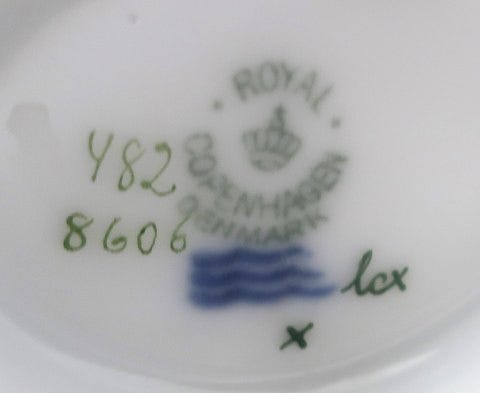 ROYAL
COPENHAGEN
DENMARK
482
8606
lcx
x